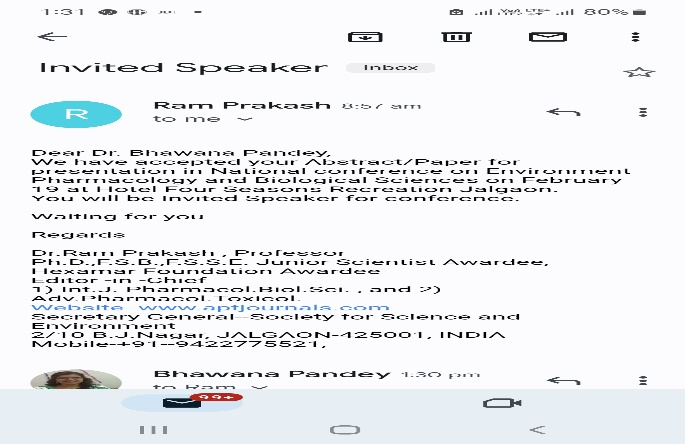 1:31
80%
Invited Speaker Inbox
R
Ram Prakash 8:57 am
to me
Dear Dr. Bhawana Pandey,
We have accepted your Abstract/Paper for
presentation in National conference on Environment
Pharmacology and Biological Sciences on February
19 at Hotel Four Seasons Recreation Jalgaon.
You will be Invited Speaker for conference.
Waiting for you
Regards
Dr.Ram Prakash , Professor
Ph.D.,F.S.B.,F.S.S.E. Junior Scientist Awardee,
Hexamar Foundation Awardee
Editor -in -Chief
1) Int.J. Pharmacol.Biol.Sci. , and 2)
Adv.Pharmacol.Toxicol.
Website www.aptjournals.com
Secretary General--Society for Science and
Environment
2/10 B.J.Nagar, JALGAON-425001, INDIA
Mobile-+91--9422775521,
Bhawana Pandey 1:30 pm
to Ram
99+